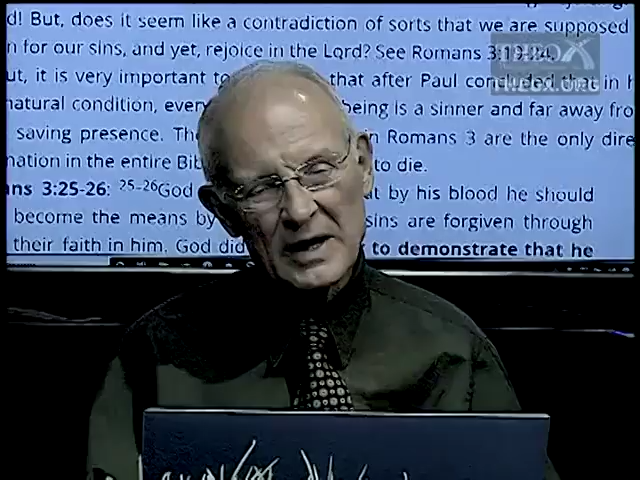 d! But, does it seem like a contradiction of sorts that we are supposed
n for our sins, and yet, rejoice in the Lord? See Romans 3:19-24.
ut, it is very important to that after Paul concluded that in h
natural condition, ever being is a sinner and far away fro
saving presence. Th in Romans 3 are the only dire
nation in the entire Bib to die.
ns 3:25-26: 25-26God t by his blood he should
become the means by sins are forgiven through
their faith in him. God did to demonstrate that he
THEOX.ORG